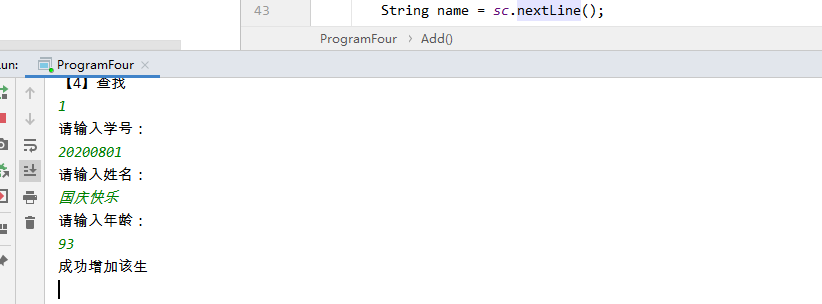 43 String name = sc.nextLine();
ProgramFour > Add()
un: ProgramFour ×
【4】查找
1
请输入学号：
20200801
请输入姓名：
国庆快乐
请输入年龄：
93
成功增加该生